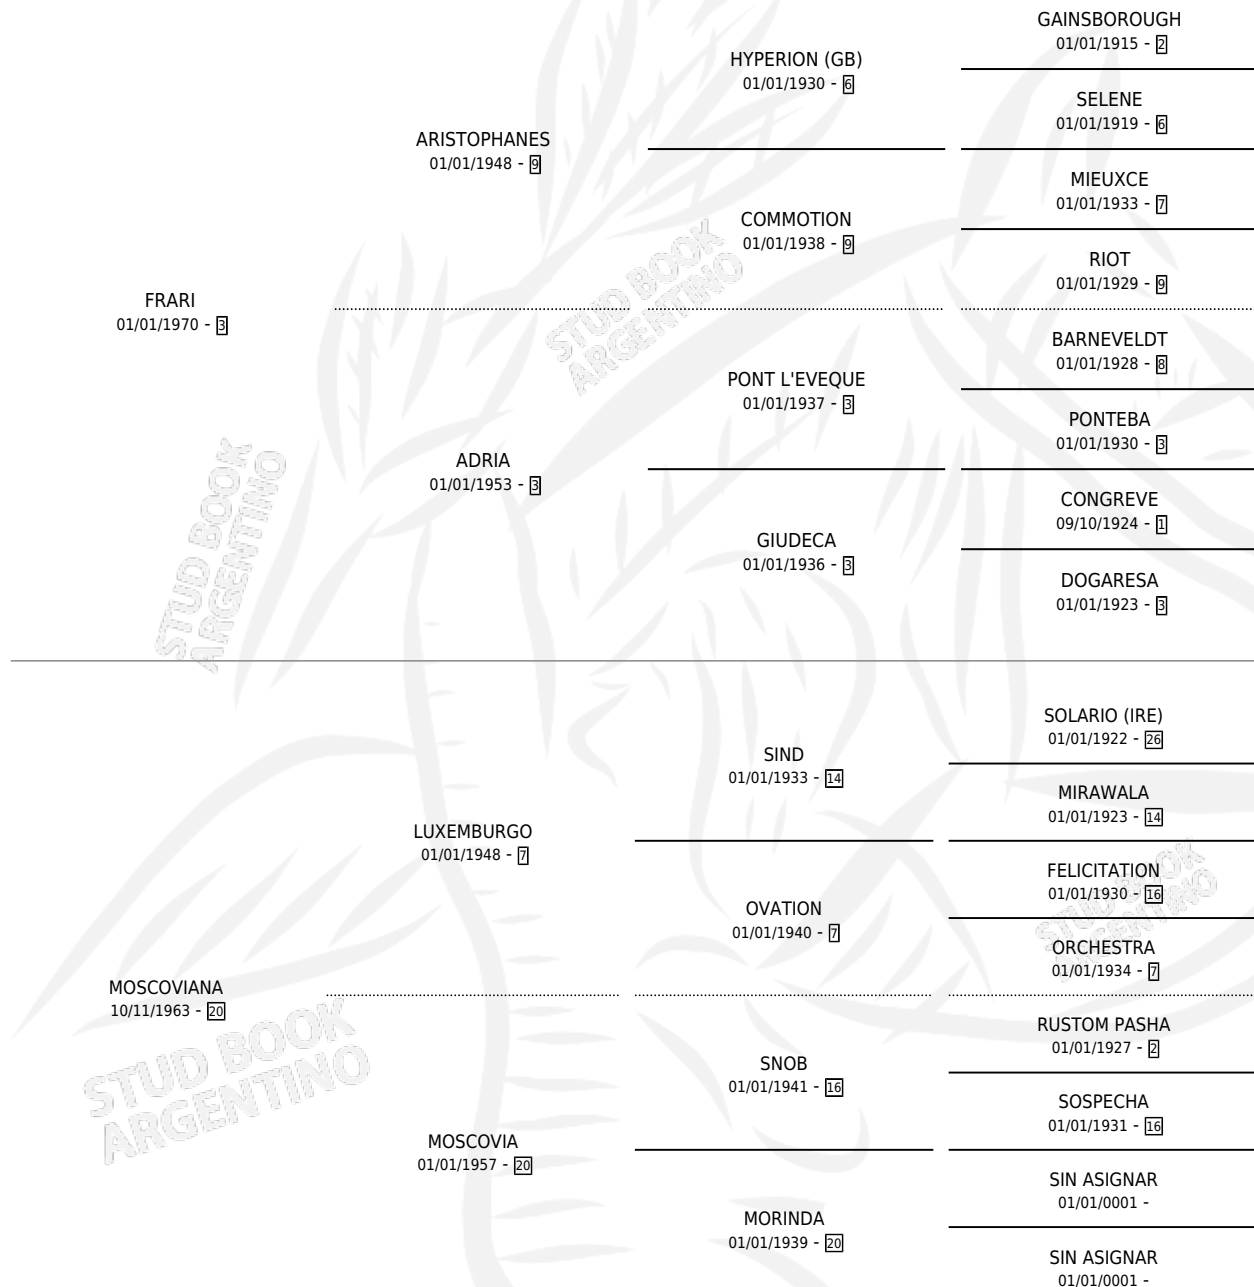 GAINSBOROUGH
01/01/1915 - 2
HYPERION (GB)
01/01/1930 - 6
SELENE
01/01/1919 - 6
ARISTOPHANES
01/01/1948 - 9
MIEUXCE
01/01/1933 - 7
COMMOTION
01/01/1938 - 9
RIOT
01/01/1929 - 9
FRARI
01/01/1970 - 3
BARNEVELDT
01/01/1928 - 8
PONT L'EVEQUE
01/01/1937 - 3
PONTEBA
01/01/1930 - 3
ADRIA
01/01/1953 - 3
CONGREVE
09/10/1924 - 1
GIUDECA
01/01/1936 - 3
DOGARESA
01/01/1923 - 3
STUD BOOK
ARGENTINO
STUD BOOK
ARGENTINO
SOLARIO (IRE)
01/01/1922 - 26
SIND
01/01/1933 - 14
MIRAWALA
01/01/1923 - 14
LUXEMBURGO
01/01/1948 - 7
FELICITATION
01/01/1930 - 16
OVATION
01/01/1940 - 7
ORCHESTRA
01/01/1934 - 7
STUD BOOK
ARGENTINO
MOSCOVIANA
10/11/1963 - 20
RUSTOM PASHA
01/01/1927 - 2
SNOB
01/01/1941 - 16
SOSPECHA
01/01/1931 - 16
STUD BOOK
ARGENTINO
MOSCOVIA
01/01/1957 - 20
SIN ASIGNAR
01/01/0001 -
MORINDA
01/01/1939 - 20
SIN ASIGNAR
01/01/0001 -